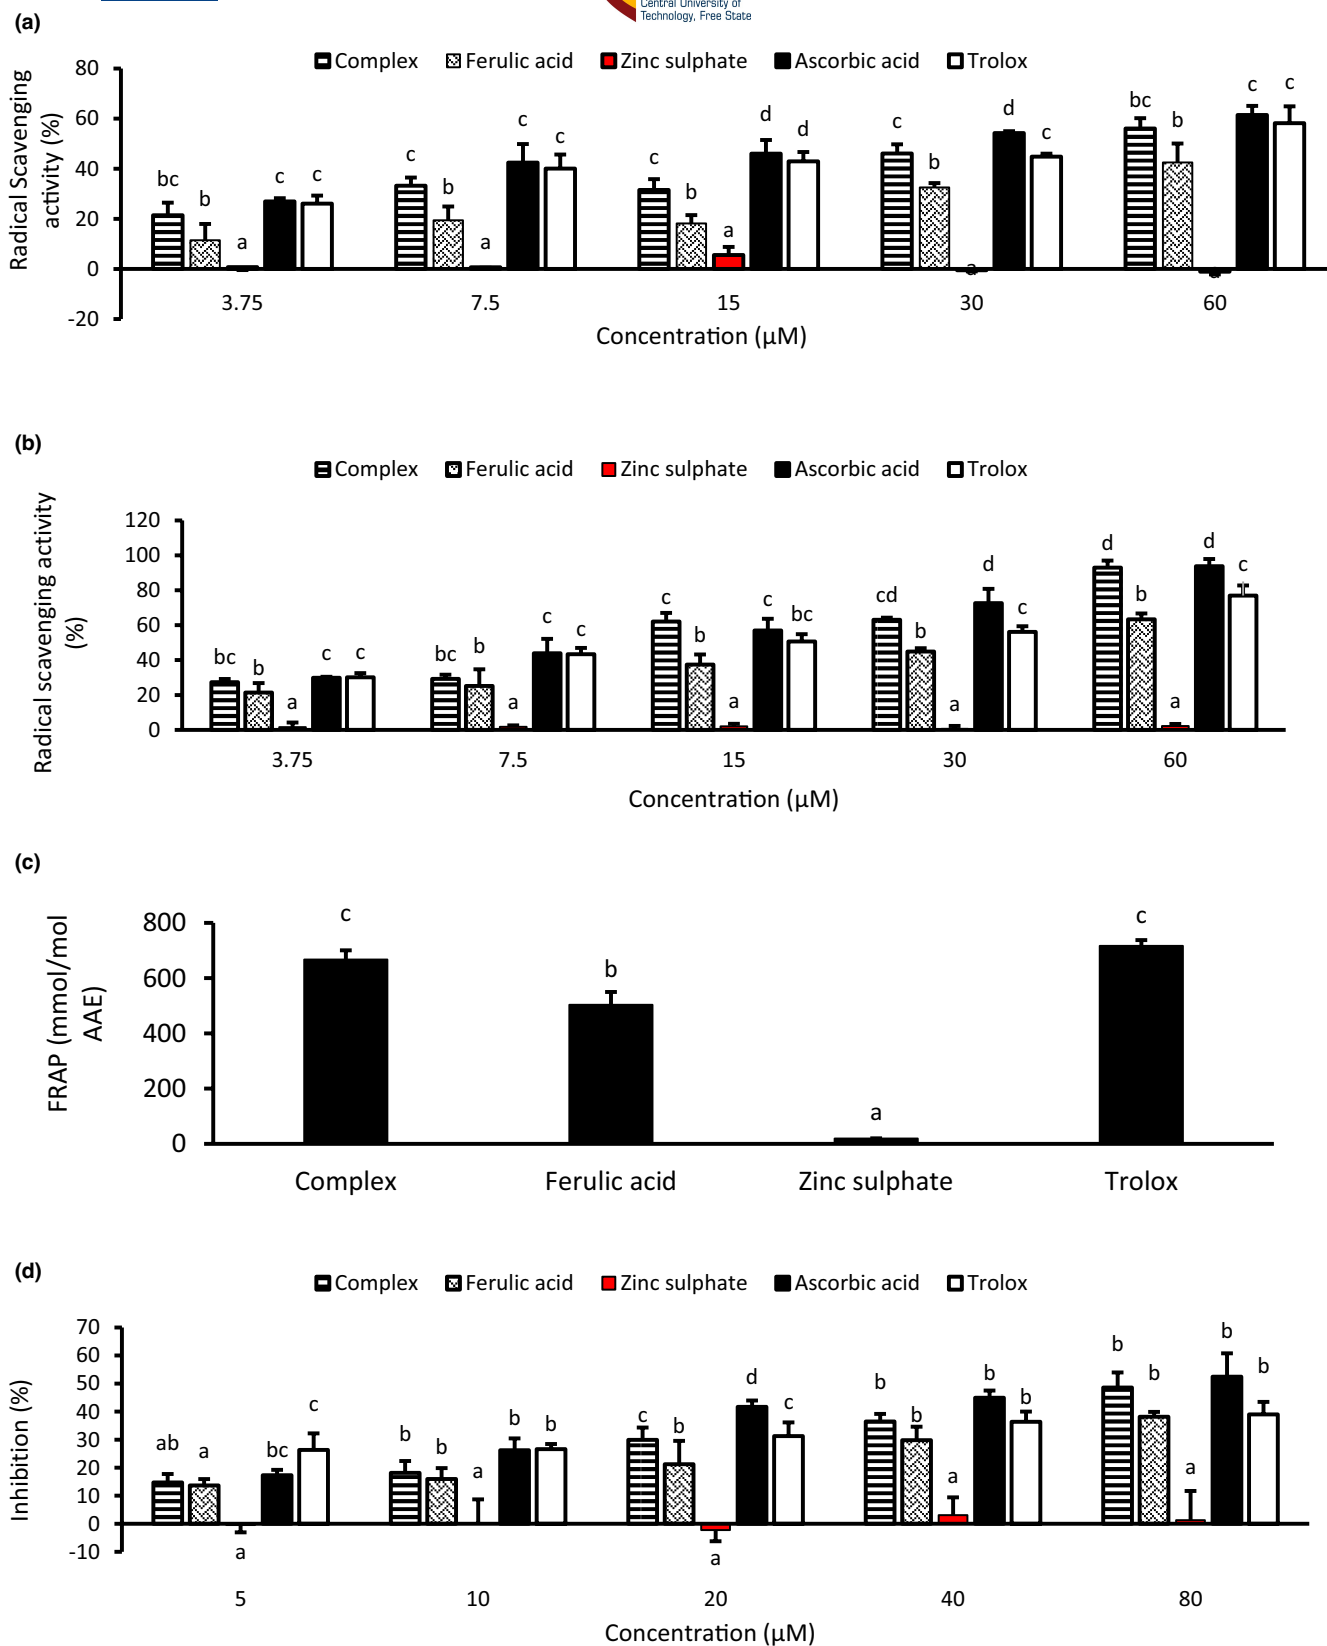 Central University of
Technology, Free State
(a)
Complex Ferulic acid Zinc sulphate Ascorbic acid Trolox
Radical Scavenging
activity (%)
80
60
40
20
0
-20
bc b a c c
c b a c c
c b a d d
c b a d c
bc b a c c
3.75 7.5 15 30 60
Concentration (μM)
(b)
Complex Ferulic acid Zinc sulphate Ascorbic acid Trolox
Radical scavenging activity
(%)
120
100
80
60
40
20
0
bc b a c c
bc b a c c
c b a c bc
cd b a d c
d b a d c
3.75 7.5 15 30 60
Concentration (μM)
(c)
FRAP (mmol/mol
AAE)
800
600
400
200
0
c b a c
Complex Ferulic acid Zinc sulphate Trolox
(d)
Complex Ferulic acid Zinc sulphate Ascorbic acid Trolox
Inhibition (%)
70
60
50
40
30
20
10
0
-10
ab a a bc c
b b a b b
c b a d c
b b a b b
b b a b b
5 10 20 40 80
Concentration (μM)